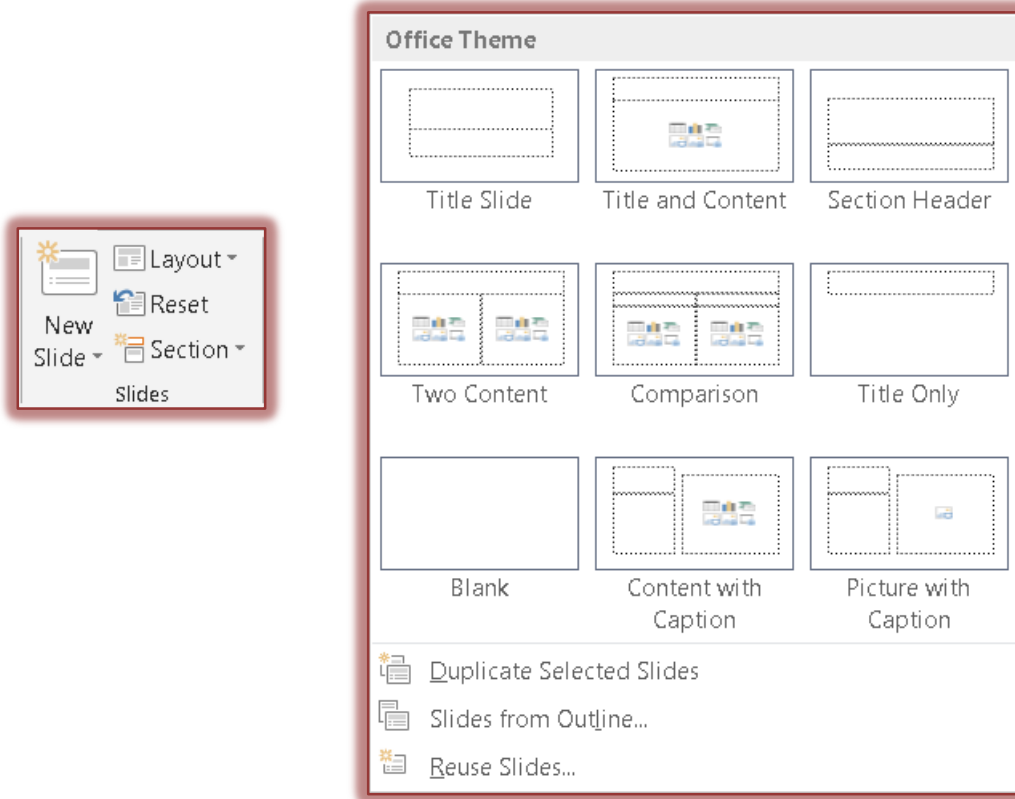 Layout
Reset
New
Slide
Section
Slides
Office Theme
Title Slide
Title and Content
Section Header
Two Content
Comparison
Title Only
Blank
Content with
Caption
Picture with
Caption
Duplicate Selected Slides
Slides from Outline...
Reuse Slides...